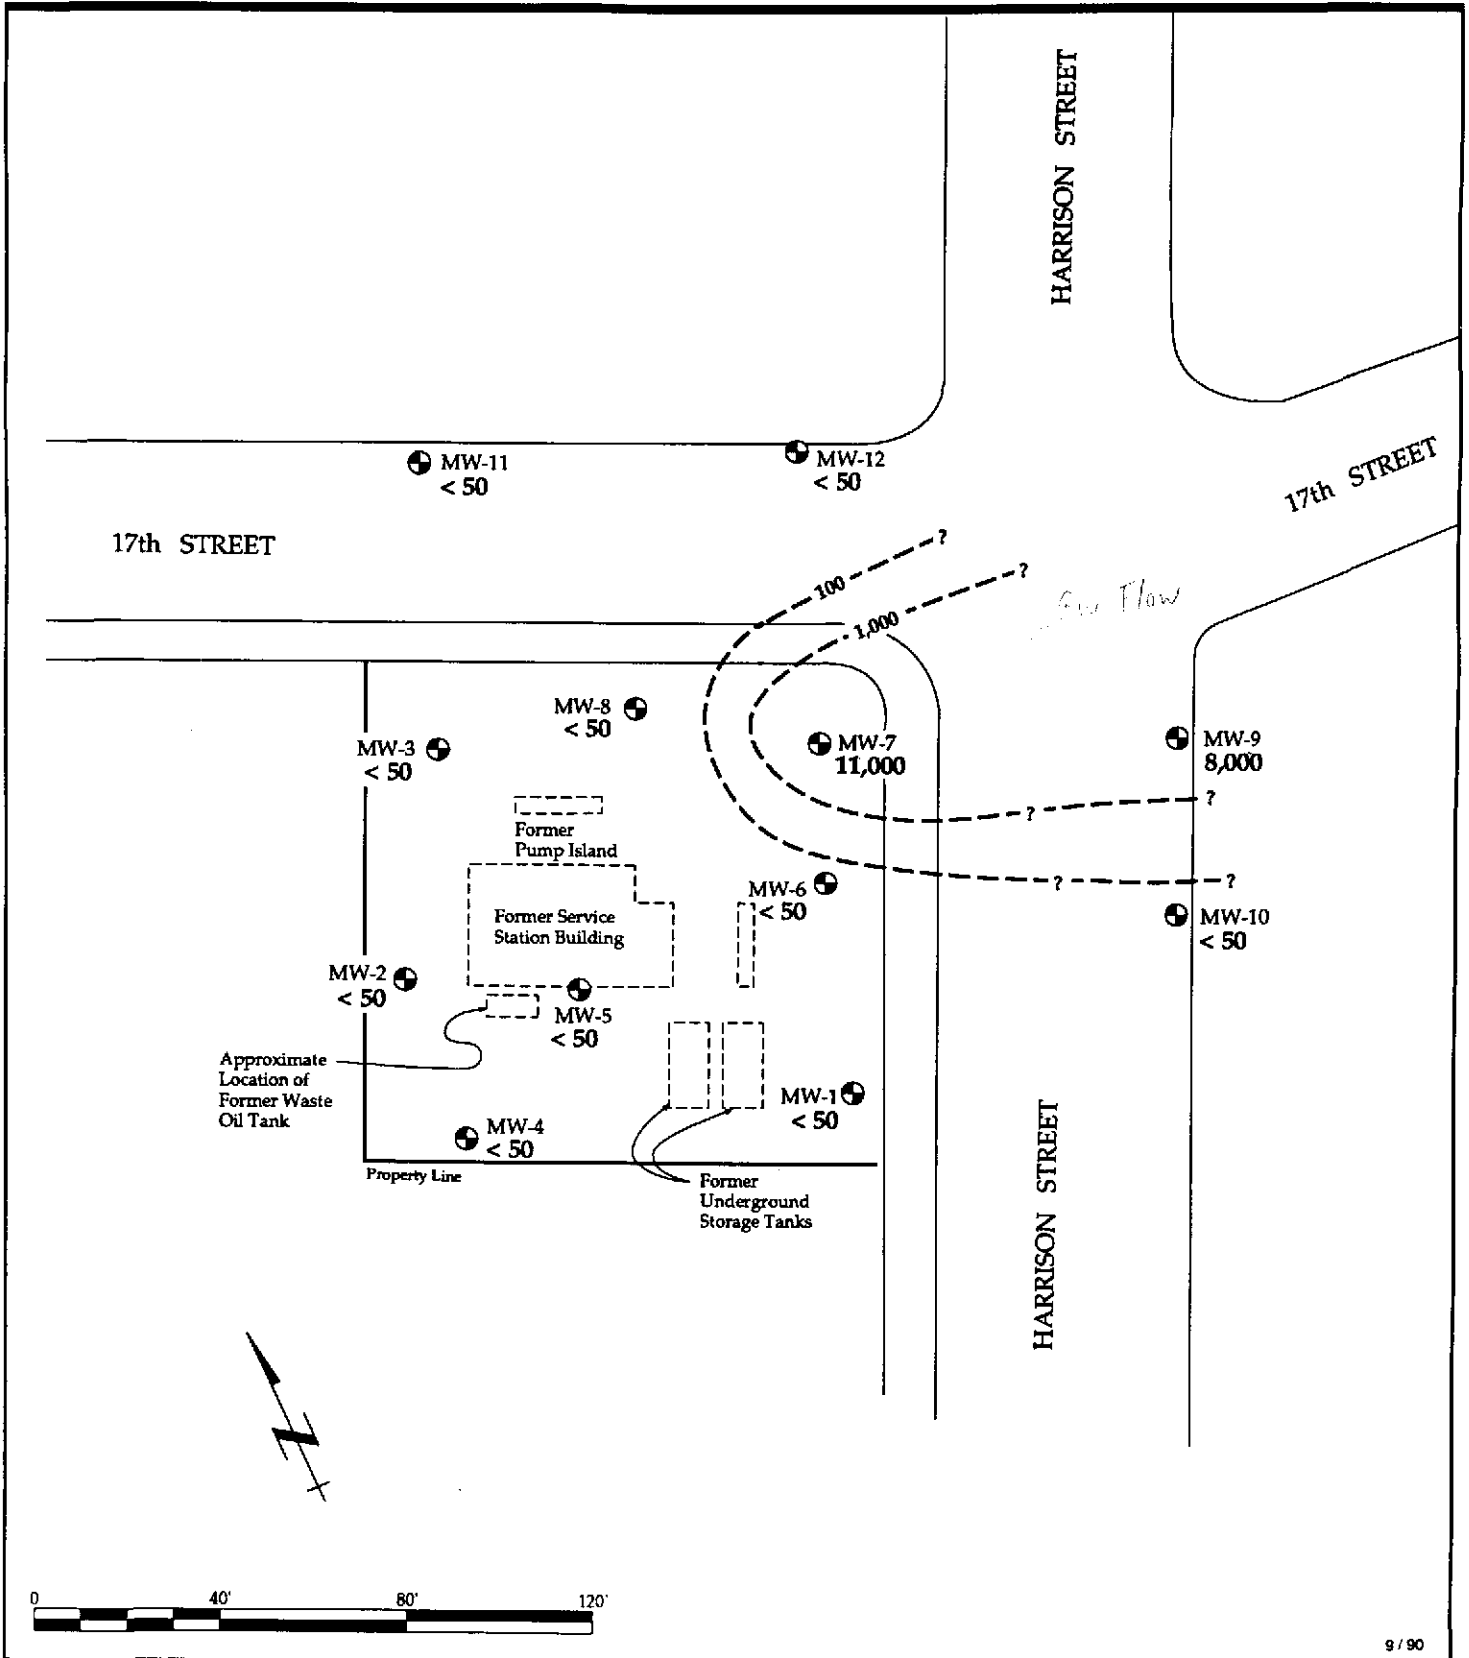 HARRISON STREET
MW-11
< 50
MW-12
< 50
17th STREET
17th STREET
?
100
?
1,000
GW Flow
MW-8
< 50
MW-3
< 50
MW-7
11,000
MW-9
8,000
?
?
Former
Pump Island
?
?
MW-6
< 50
MW-10
< 50
Former Service
Station Building
MW-2
< 50
MW-5
< 50
Approximate
Location of
Former Waste
Oil Tank
MW-1
< 50
MW-4
< 50
Property Line
Former
Underground
Storage Tanks
HARRISON STREET
0 40' 80' 120'
9 / 90